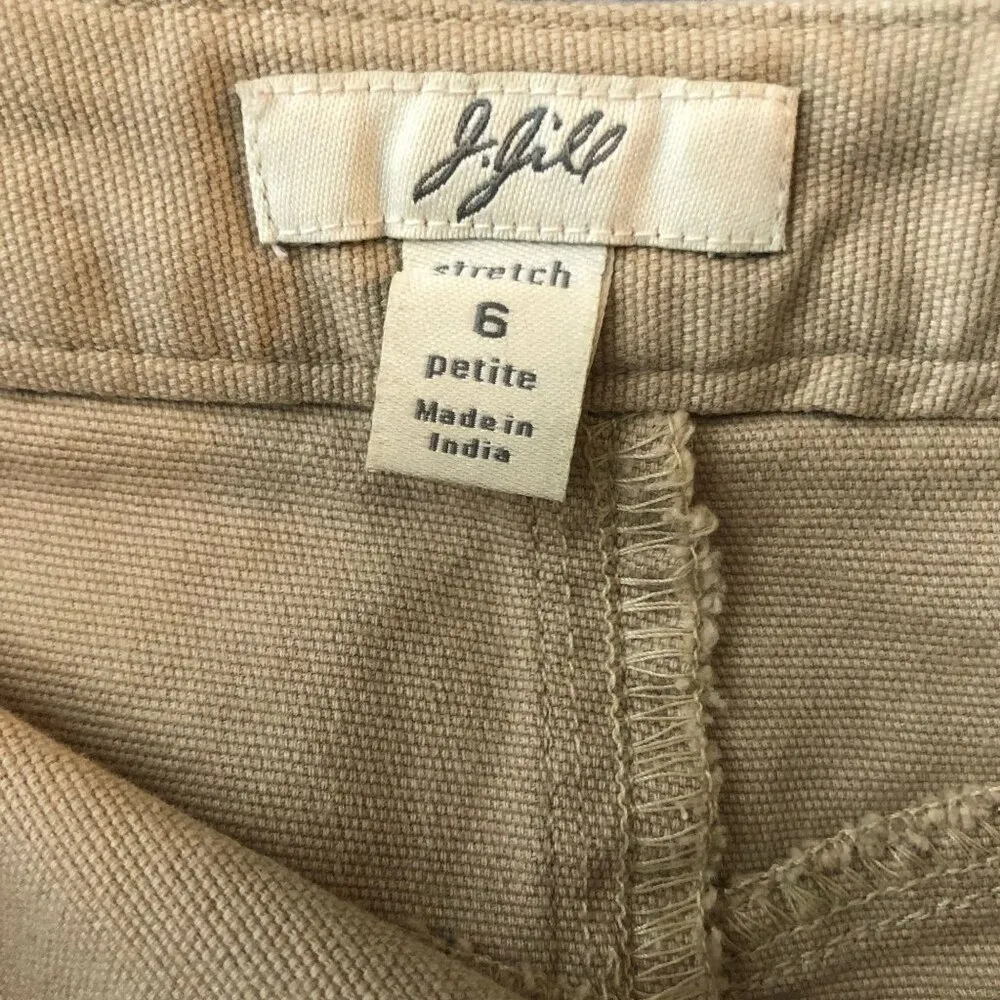 J.Jill
stretch
6
petite
Made in
India